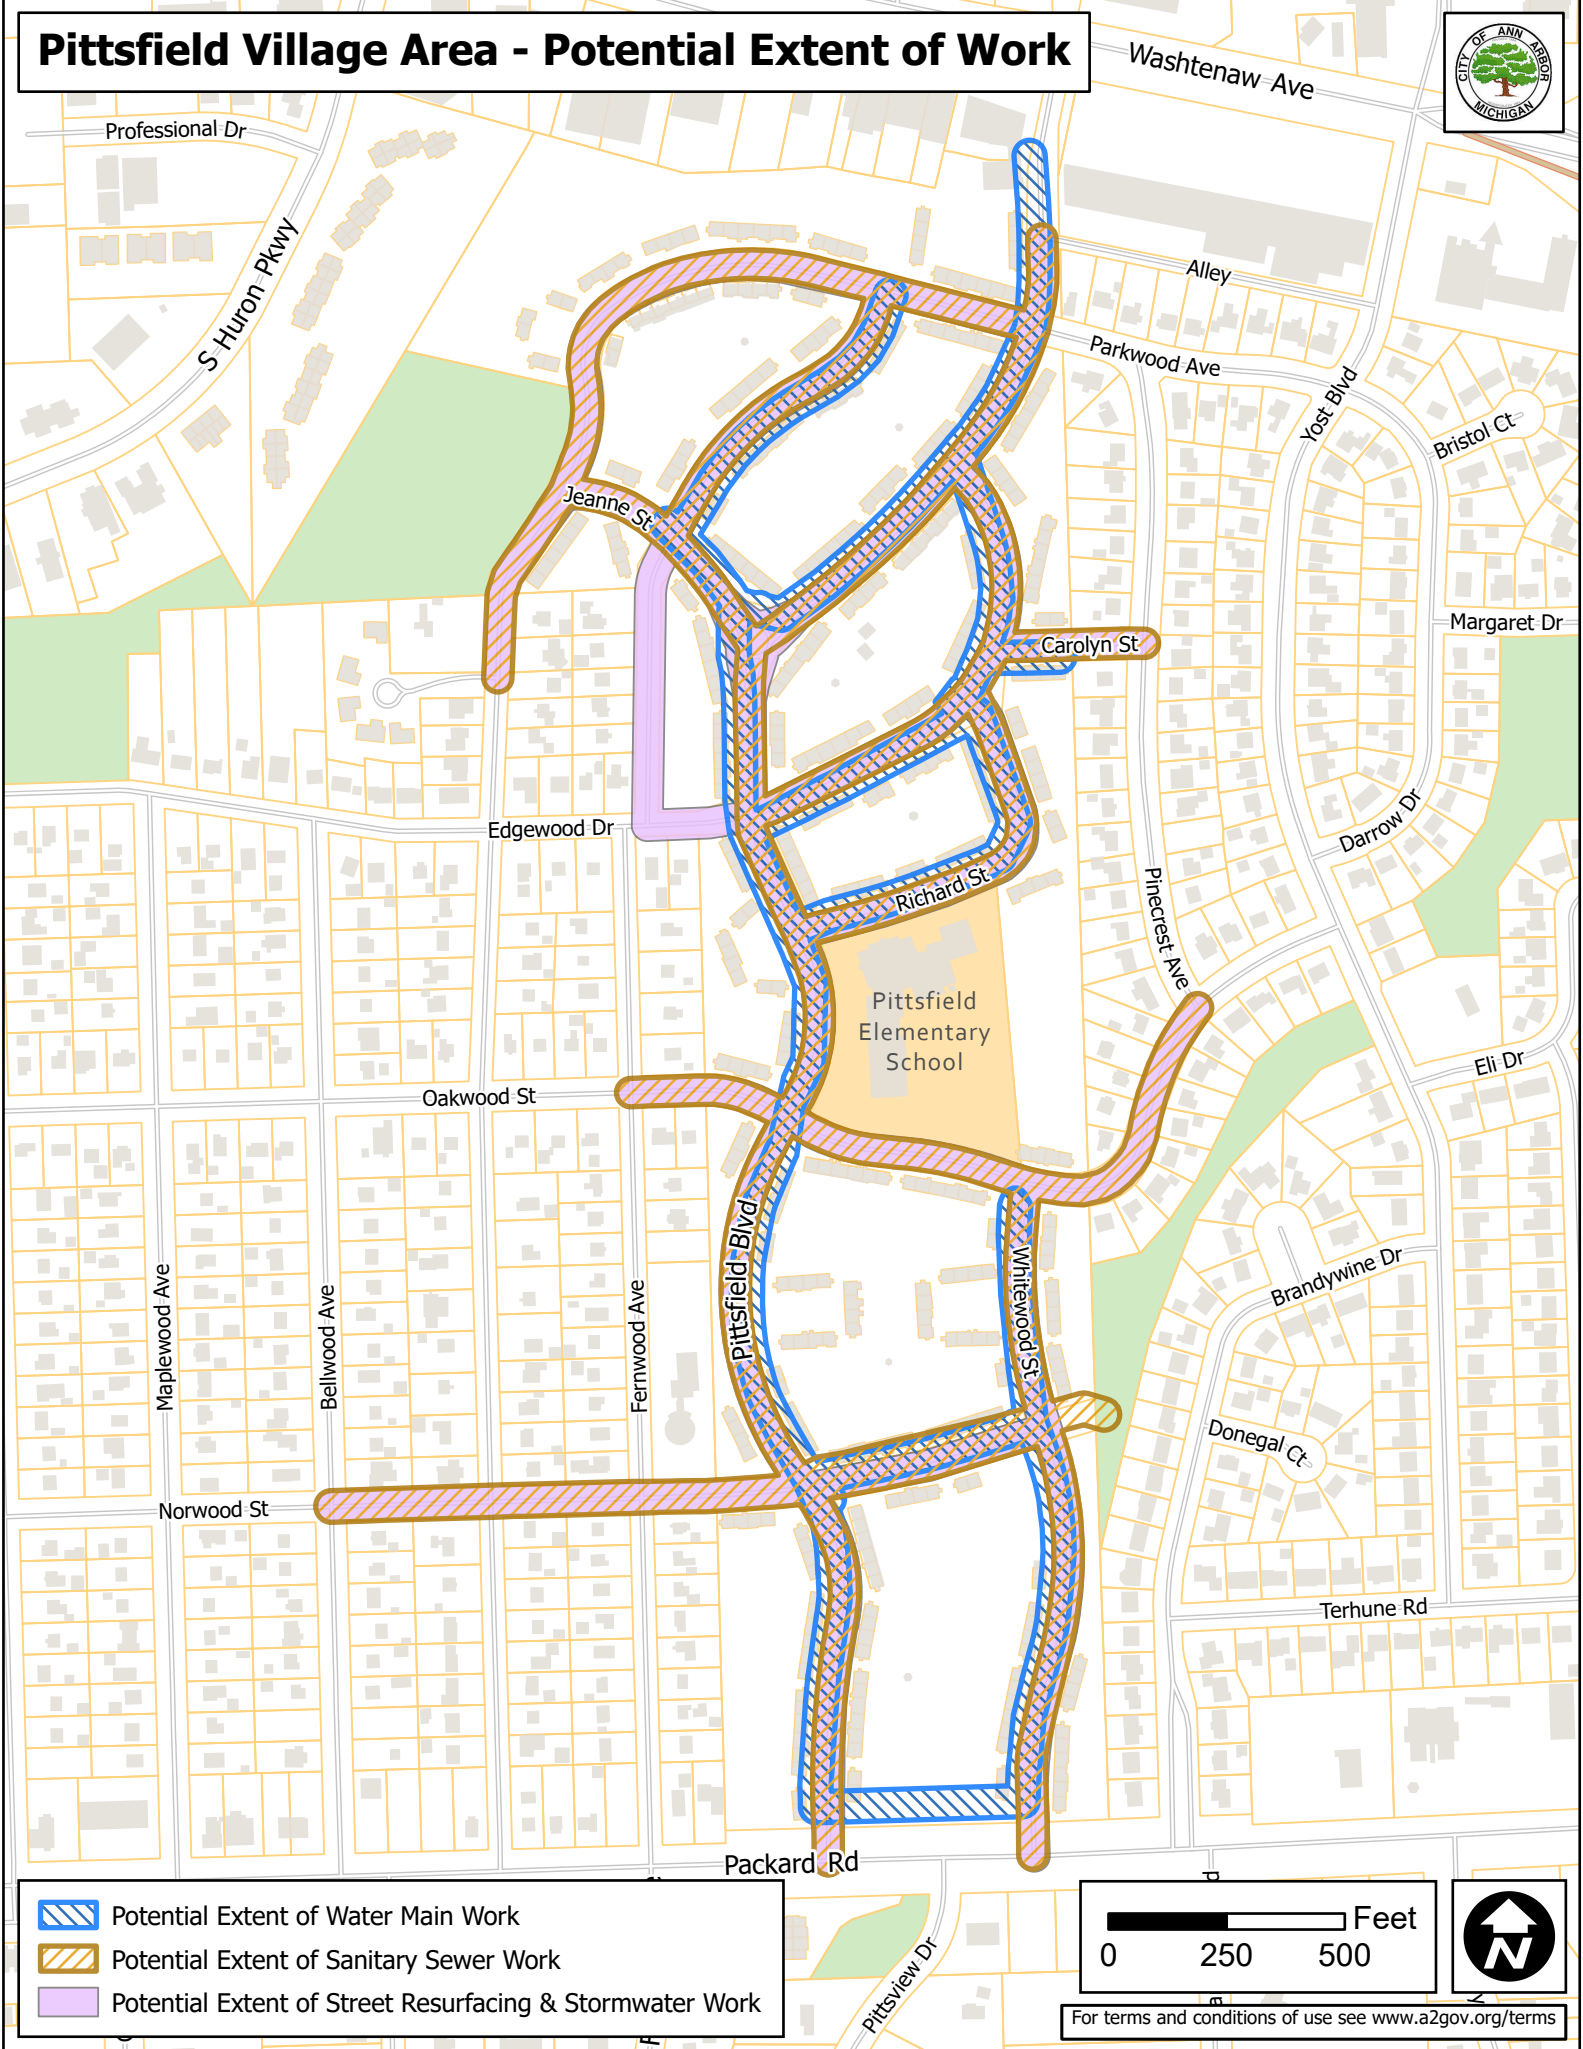 Pittsfield Village Area - Potential Extent of Work
Washtenaw Ave
CITY OF ANN ARBOR
MICHIGAN
Professional Dr
S Huron Pkwy
Alley
Parkwood Ave
Yost Blvd
Bristol Ct
Jeanne St
Margaret Dr
Carolyn St
Edgewood Dr
Darrow Dr
Richard St
Pinecrest Ave
Pittsfield
Elementary
School
Eli Dr
Oakwood St
Pittsfield Blvd
Whitewood St
Brandywine Dr
Maplewood Ave
Bellwood Ave
Fernwood Ave
Donegal Ct
Norwood St
Terhune Rd
Packard Rd
Pittsview Dr
Potential Extent of Water Main Work
Potential Extent of Sanitary Sewer Work
Potential Extent of Street Resurfacing & Stormwater Work
Feet
0 250 500
N
For terms and conditions of use see www.a2gov.org/terms